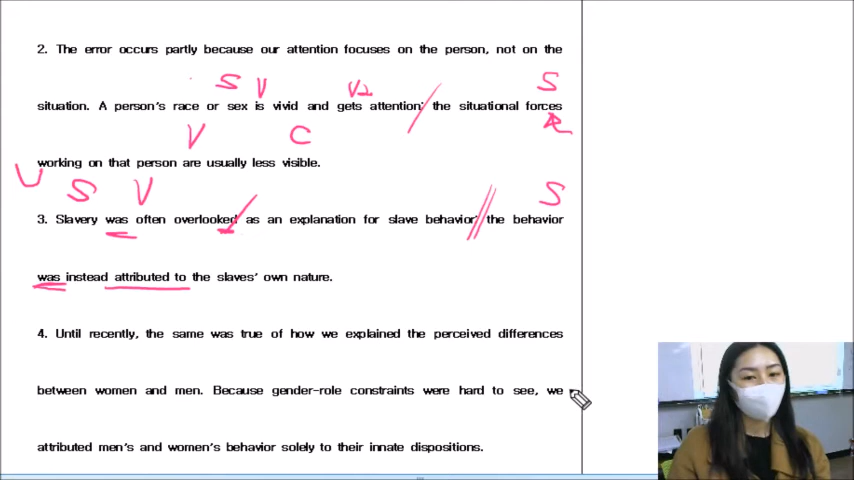 2. The error occurs partly because our attention focuses on the person, not on the
S V V2 S
situation. A person's race or sex is vivid and gets attention; the situational forces
V C
working on that person are usually less visible.
S V S
3. Slavery was often overlooked as an explanation for slave behavior; the behavior
was instead attributed to the slaves' own nature.
4. Until recently, the same was true of how we explained the perceived differences
between women and men. Because gender-role constraints were hard to see, we
attributed men's and women's behavior solely to their innate dispositions.